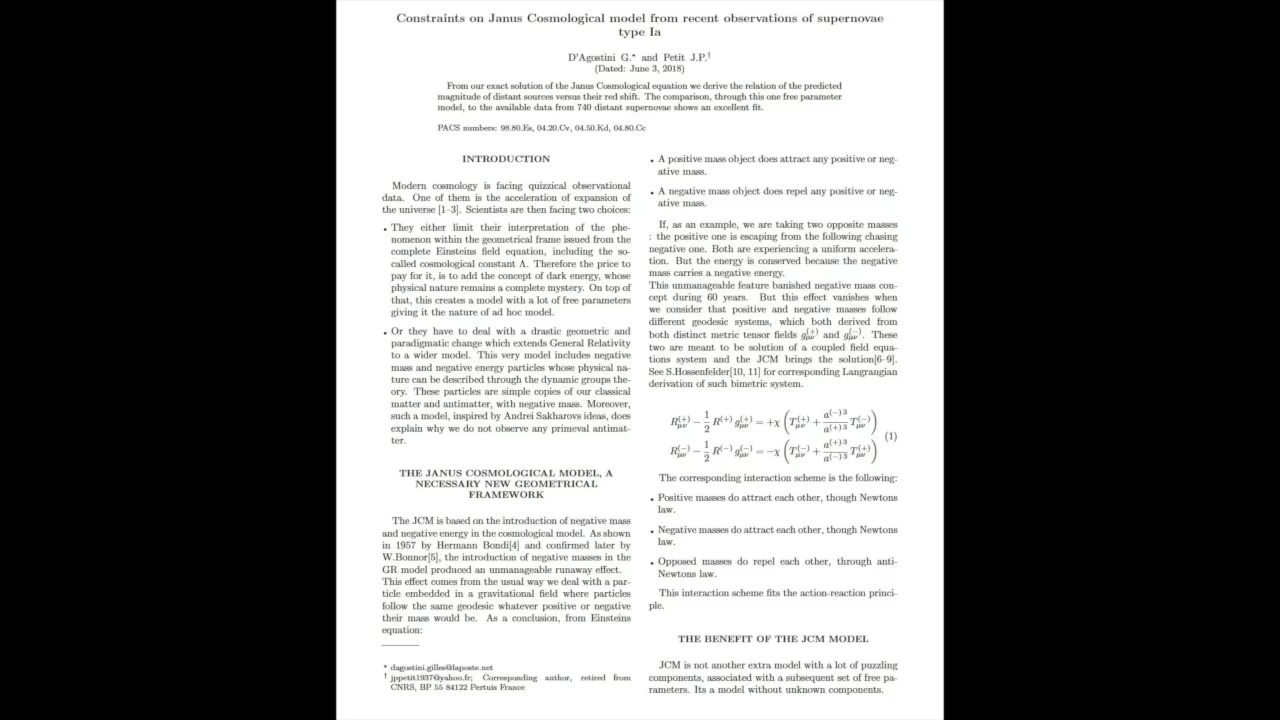 Constraints on Janus Cosmological model from recent observations of supernovae
type Ia
D'Agostini G.* and Petit J.P.†
(Dated: June 3, 2018)
From our exact solution of the Janus Cosmological equation we derive the relation of the predicted
magnitude of distant sources versus their red shift. The comparison, through this one free parameter
model, to the available data from 740 distant supernovae shows an excellent fit.
PACS numbers: 98.80.Es, 04.20.Cv, 04.50.Kd, 04.80.Cc
INTRODUCTION
Modern cosmology is facing quizzical observational
data. One of them is the acceleration of expansion of
the universe [1–3]. Scientists are then facing two choices:
• They either limit their interpretation of the phe-
nomenon within the geometrical frame issued from the
complete Einsteins field equation, including the so-
called cosmological constant Λ. Therefore the price to
pay for it, is to add the concept of dark energy, whose
physical nature remains a complete mystery. On top of
that, this creates a model with a lot of free parameters
giving it the nature of ad hoc model.
• Or they have to deal with a drastic geometric and
paradigmatic change which extends General Relativity
to a wider model. This very model includes negative
mass and negative energy particles whose physical na-
ture can be described through the dynamic groups the-
ory. These particles are simple copies of our classical
matter and antimatter, with negative mass. Moreover,
such a model, inspired by Andrei Sakharovs ideas, does
explain why we do not observe any primeval antimat-
ter.
THE JANUS COSMOLOGICAL MODEL, A
NECESSARY NEW GEOMETRICAL
FRAMEWORK
The JCM is based on the introduction of negative mass
and negative energy in the cosmological model. As shown
in 1957 by Hermann Bondi[4] and confirmed later by
W.Bonnor[5], the introduction of negative masses in the
GR model produced an unmanageable runaway effect.
This effect comes from the usual way we deal with a par-
ticle embedded in a gravitational field where particles
follow the same geodesic whatever positive or negative
their mass would be. As a conclusion, from Einsteins
equation:
* dagostini.gilles@laposte.net
† jppetit1937@yahoo.fr; Corresponding author, retired from
CNRS, BP 55 84122 Pertuis France
• A positive mass object does attract any positive or neg-
ative mass.
• A negative mass object does repel any positive or neg-
ative mass.
If, as an example, we are taking two opposite masses
: the positive one is escaping from the following chasing
negative one. Both are experiencing a uniform accelera-
tion. But the energy is conserved because the negative
mass carries a negative energy.
This unmanageable feature banished negative mass con-
cept during 60 years. But this effect vanishes when
we consider that positive and negative masses follow
different geodesic systems, which both derived from
both distinct metric tensor fields g_{μν}^{(+)} and g_{μν}^{(−)}. These
two are meant to be solution of a coupled field equa-
tions system and the JCM brings the solution[6–9].
See S.Hossenfelder[10, 11] for corresponding Langrangian
derivation of such bimetric system.
R_{μν}^{(+)} − 1/2 R^{(+)} g_{μν}^{(+)} = +χ (T_{μν}^{(+)} + a^{(−)3}/a^{(+)3} T_{μν}^{(−)})
R_{μν}^{(−)} − 1/2 R^{(−)} g_{μν}^{(−)} = −χ (T_{μν}^{(−)} + a^{(+)3}/a^{(−)3} T_{μν}^{(+)})
(1)
The corresponding interaction scheme is the following:
• Positive masses do attract each other, though Newtons
law.
• Negative masses do attract each other, though Newtons
law.
• Opposed masses do repel each other, through anti-
Newtons law.
This interaction scheme fits the action-reaction princi-
ple.
THE BENEFIT OF THE JCM MODEL
JCM is not another extra model with a lot of puzzling
components, associated with a subsequent set of free pa-
rameters. Its a model without unknown components.